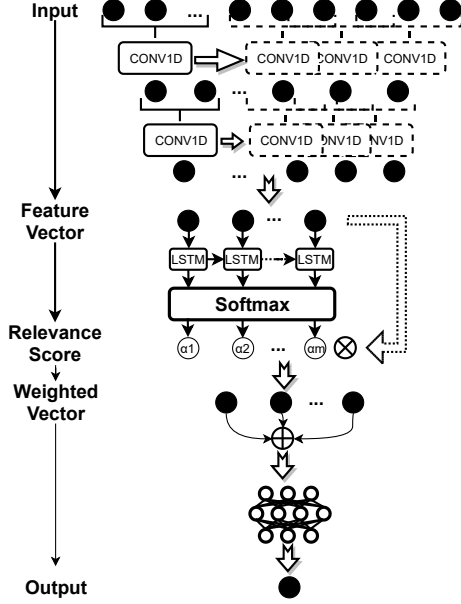 Input
...
CONV1D
CONV1D
CONV1D
CONV1D
...
CONV1D
CONV1D
ONV1D
NV1D
...
Feature
Vector
...
LSTM
LSTM
LSTM
Softmax
Relevance
Score
α1
α2
...
αm
Weighted
Vector
...
Output